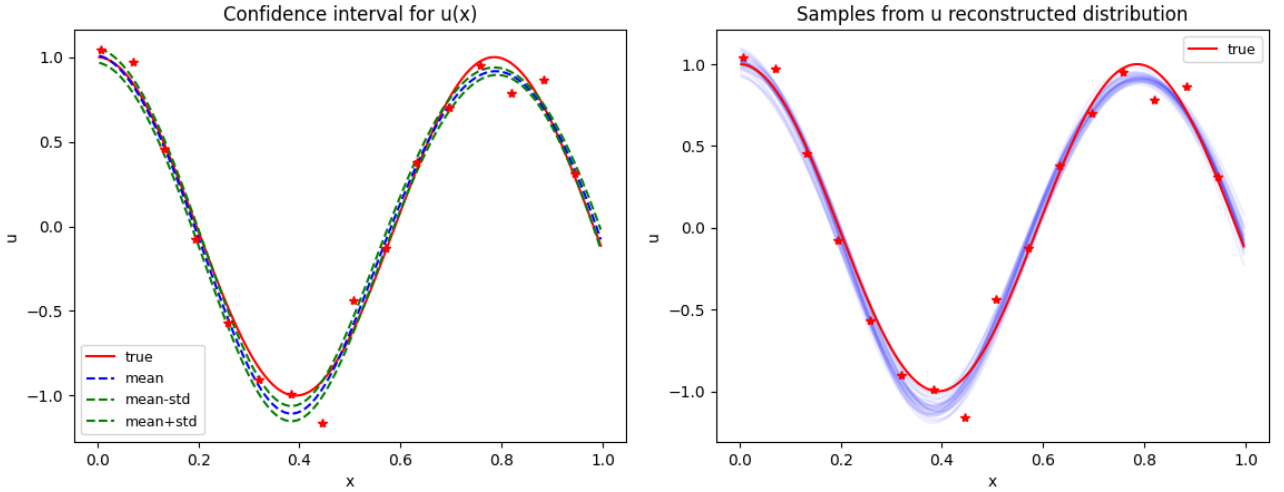 Confidence interval for u(x)
1.0
0.5
0.0
−0.5
−1.0
u
true
mean
mean-std
mean+std
0.0 0.2 0.4 0.6 0.8 1.0
x
Samples from u reconstructed distribution
true
1.0
0.5
0.0
−0.5
−1.0
u
0.0 0.2 0.4 0.6 0.8 1.0
x